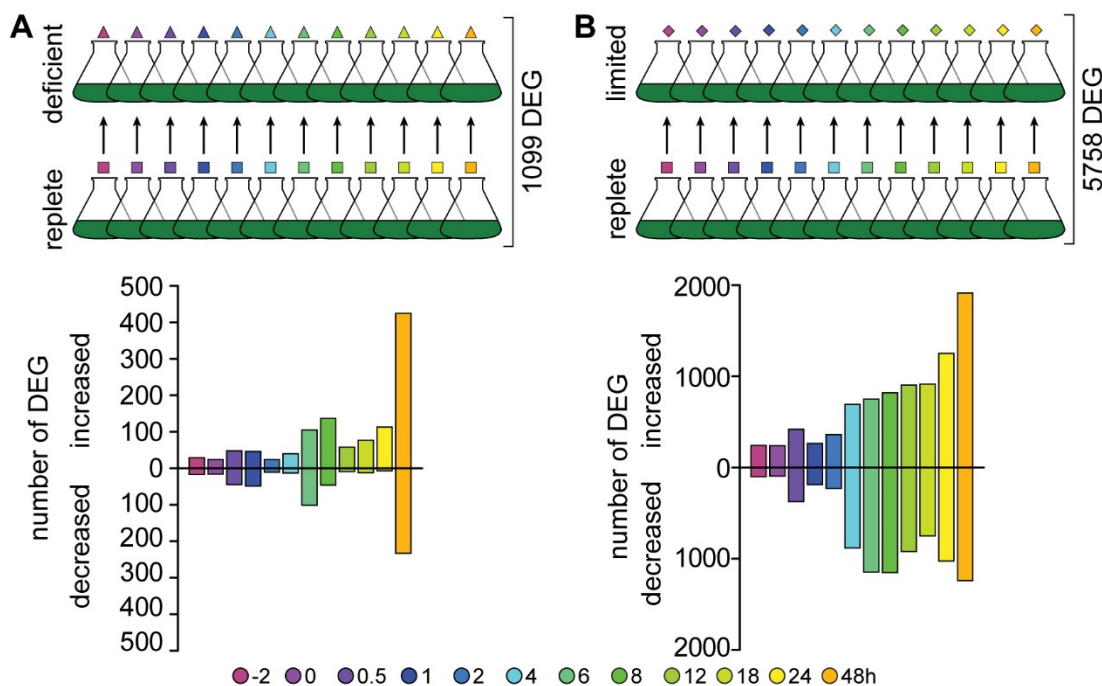 A
deficient
replete
1099 DEG
B
limited
replete
5758 DEG
number of DEG
increased
decreased
500
400
300
200
100
0
100
200
300
400
500
number of DEG
increased
decreased
2000
1000
0
1000
2000
-2 0 0.5 1 2 4 6 8 12 18 24 48h